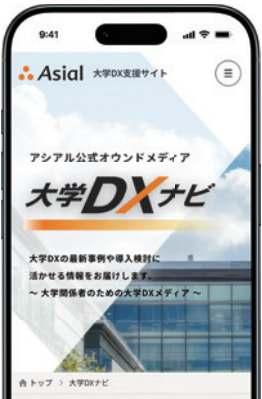 9:41
Asial 大学DX支援サイト
アシアル公式オウンドメディア
大学DXナビ
大学DXの最新事例や導入検討に
活かせる情報をお届けします。
～ 大学関係者のための大学DXメディア ～
トップ > 大学DXナビ